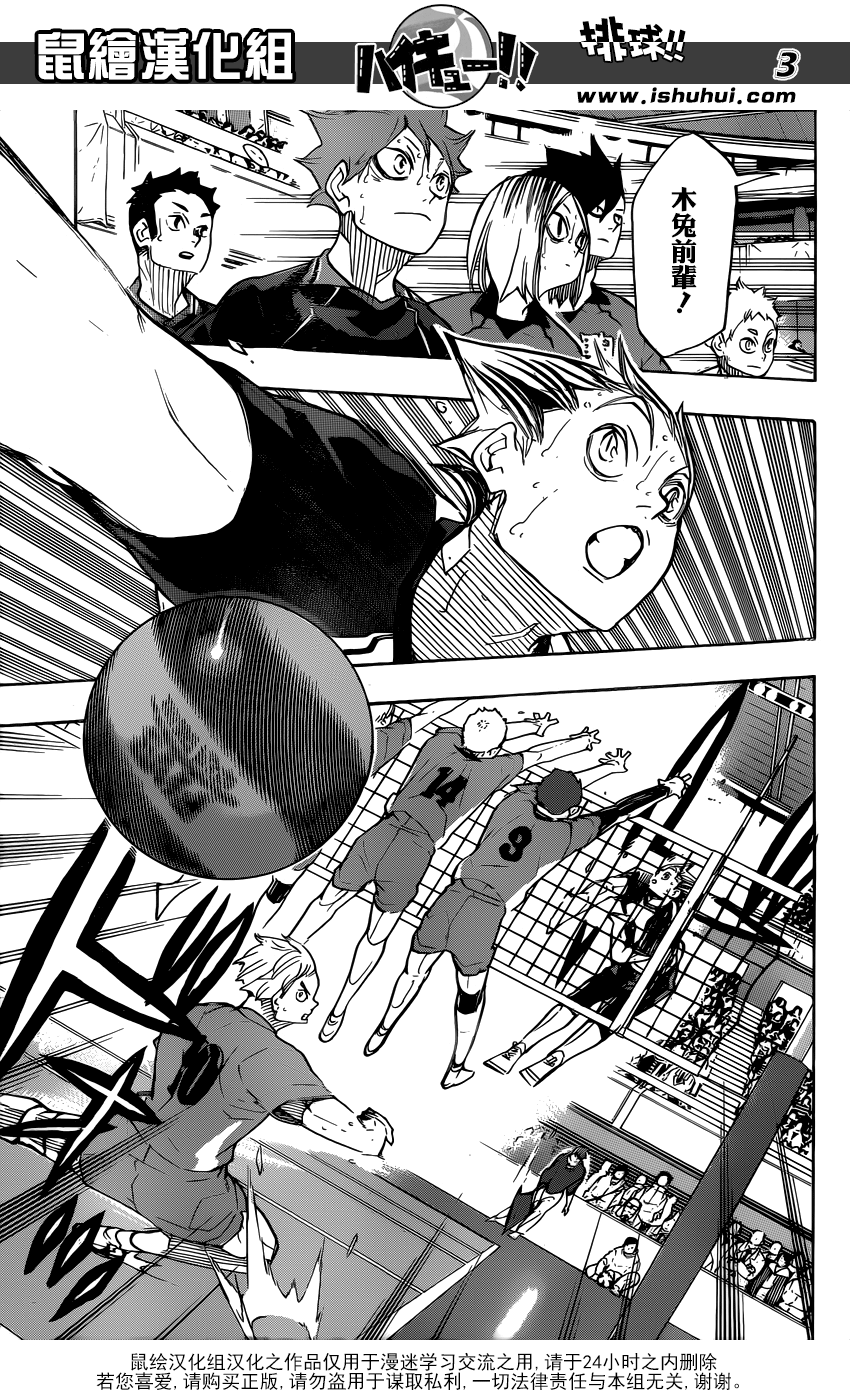 鼠繪漢化組
ハイキュー!!
排球!!
3
www.ishuhui.com
木兔前輩！
14
9
鼠绘汉化组汉化之作品仅用于漫迷学习交流之用, 请于24小时之内删除
若您喜爱, 请购买正版, 请勿盗用于谋取私利, 一切法律责任与本组无关, 谢谢。